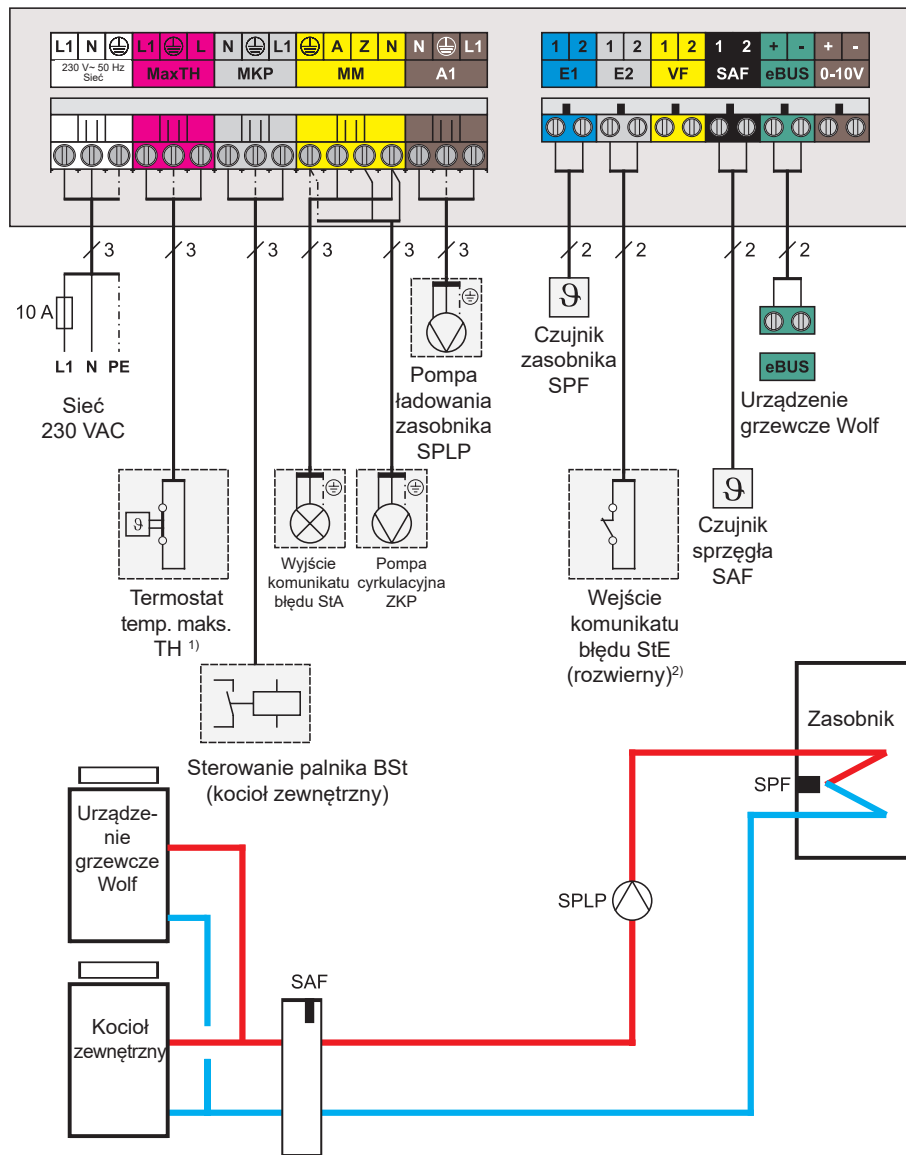 L1 N L1 L N L1 A Z N N L1
230 V~ 50 Hz
Sieć
MaxTH MKP MM A1
1 2 1 2 1 2 1 2 + - + -
E1 E2 VF SAF eBUS 0-10V
3 3 3 3 3 3 2 2 2 2
10 A
L1 N PE
Sieć
230 VAC
Pompa
ładowania
zasobnika
SPLP
ϑ
Czujnik
zasobnika
SPF
eBUS
Urządzenie
grzewcze Wolf
ϑ
Termostat
temp. maks.
TH 1)
Wyjście
komunikatu
błędu StA
Pompa
cyrkulacyjna
ZKP
Wejście
komunikatu
błędu StE
(rozwierny)2)
ϑ
Czujnik
sprzęgła
SAF
Sterowanie palnika BSt
(kocioł zewnętrzny)
Zasobnik
SPF
Urządze-
nie
grzewcze
Wolf
SPLP
SAF
Kocioł
zewnętrzny